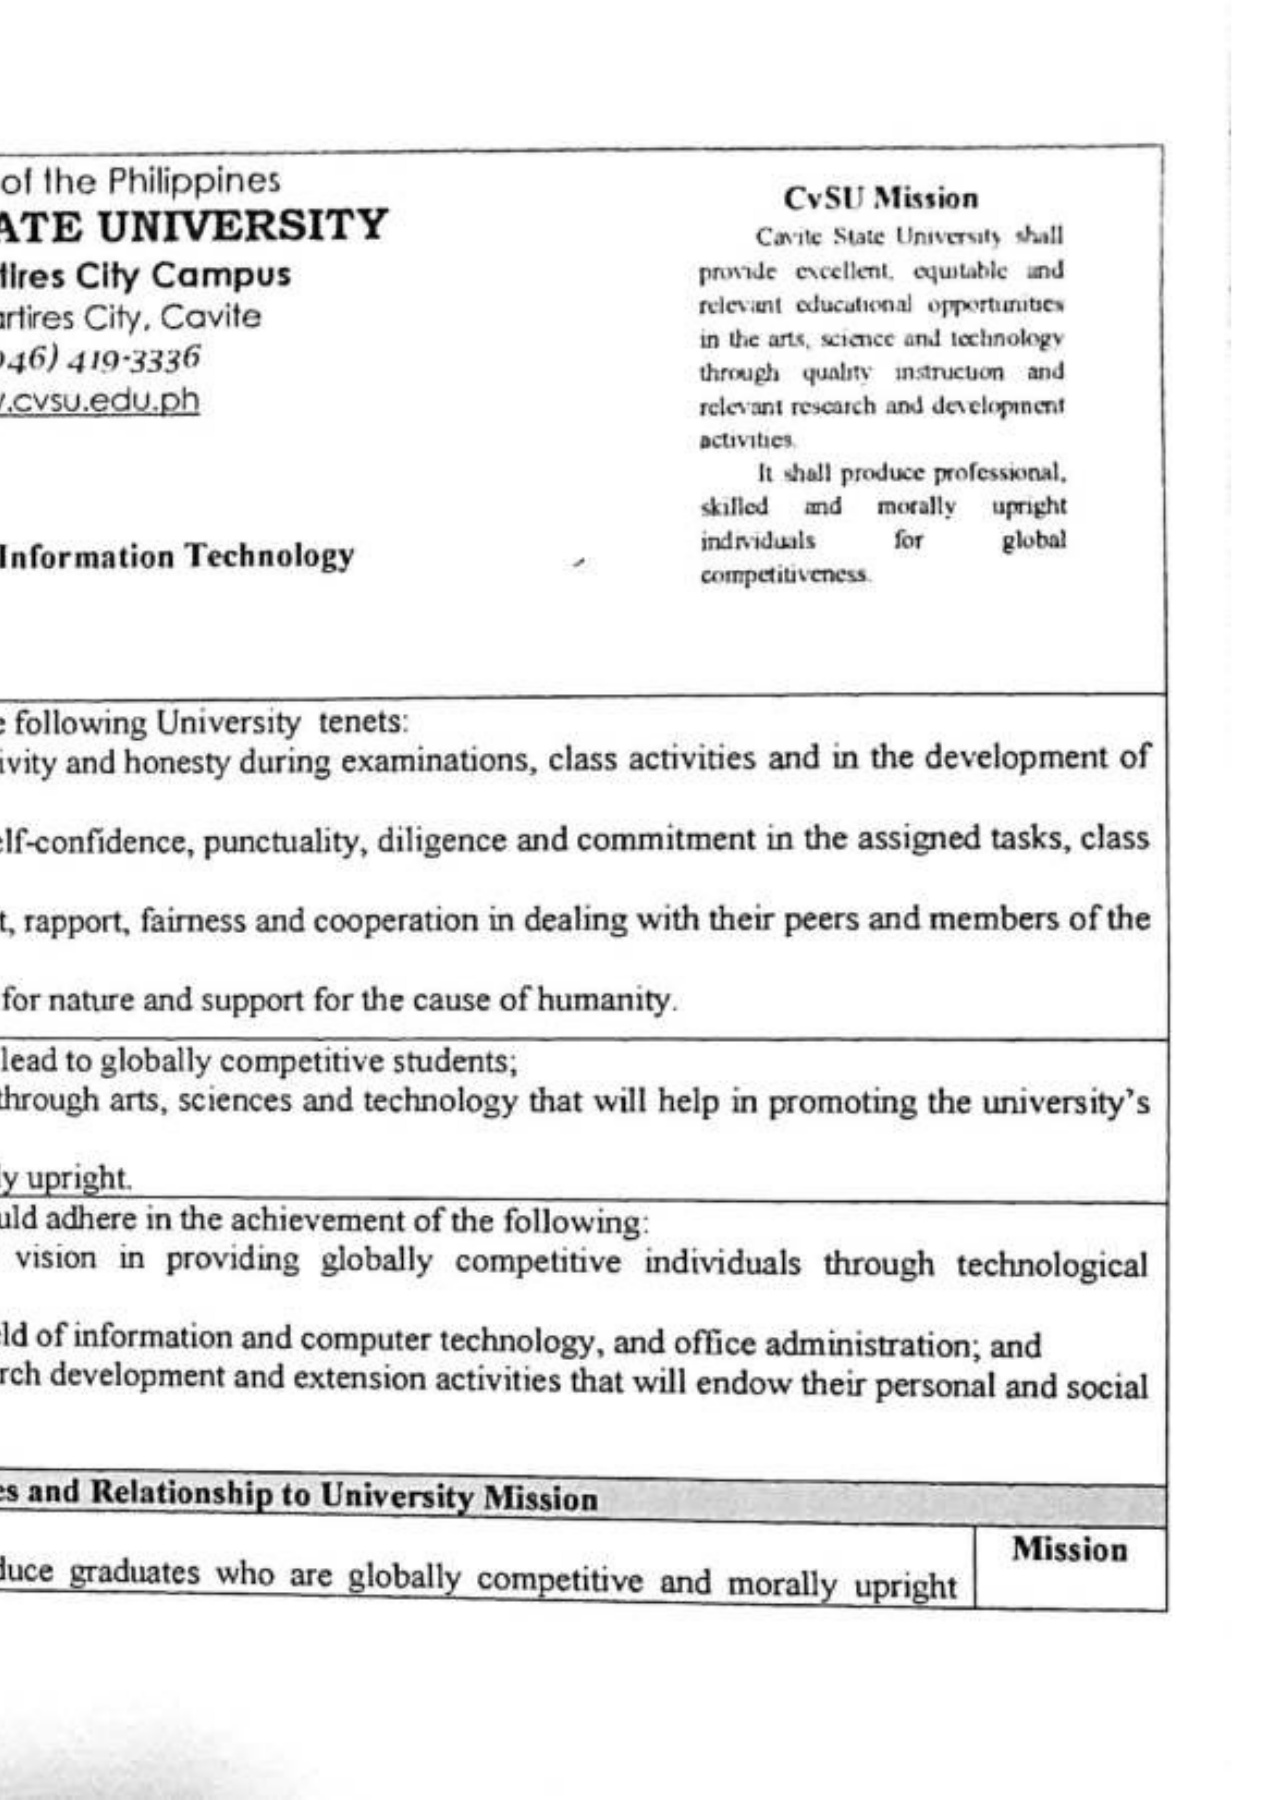 of the Philippines
ATE UNIVERSITY
tires City Campus
artires City, Cavite
046) 419-3336
.cvsu.edu.ph
Information Technology
CvSU Mission
Cavite State University shall
provide excellent, equitable and
relevant educational opportunities
in the arts, science and technology
through quality instruction and
relevant research and development
activities.
It shall produce professional,
skilled and morally upright
individuals for global
competitiveness.
e following University tenets:
ivity and honesty during examinations, class activities and in the development of
elf-confidence, punctuality, diligence and commitment in the assigned tasks, class
t, rapport, fairness and cooperation in dealing with their peers and members of the
for nature and support for the cause of humanity.
lead to globally competitive students;
through arts, sciences and technology that will help in promoting the university's
ly upright.
uld adhere in the achievement of the following:
vision in providing globally competitive individuals through technological
eld of information and computer technology, and office administration; and
rch development and extension activities that will endow their personal and social
es and Relationship to University Mission
duce graduates who are globally competitive and morally upright
Mission